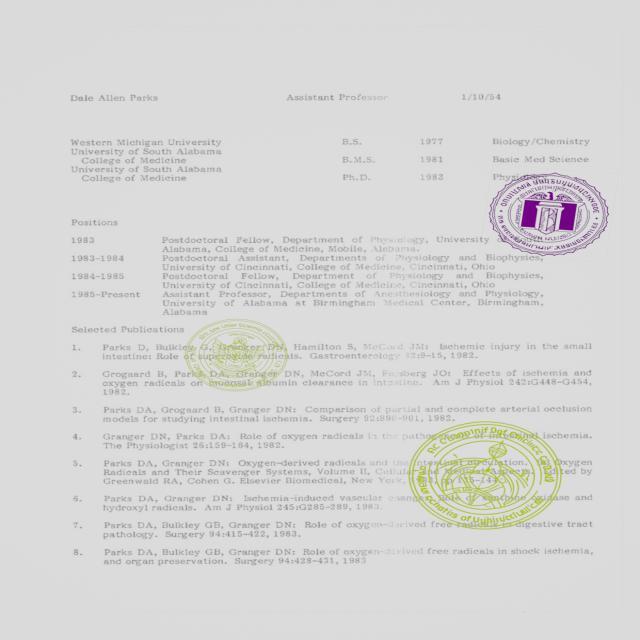 Dale Allen Parks Assistant Professor 1/10/54
Western Michigan University B.S. 1977 Biology/Chemistry
University of South Alabama
College of Medicine B.M.S. 1981 Basic Med Science
University of South Alabama
College of Medicine Ph.D. 1983
Positions
1983 Postdoctoral Fellow, Department of Physiology, University
Alabama, College of Medicine, Mobile, Alabama.
1983-1984 Postdoctoral Assistant, Departments of Physiology and Biophysics,
University of Cincinnati, College of Medicine, Cincinnati, Ohio
1984-1985 Postdoctoral Fellow, Department of Physiology and Biophysics,
University of Cincinnati, College of Medicine, Cincinnati, Ohio
1985-Present Assistant Professor, Departments of Anesthesiology and Physiology,
University of Alabama at Birmingham Medical Center, Birmingham,
Alabama
Selected Publications
1. Parks D, Bulkley G, Granger DN, Hamilton S, McCord JM: Ischemic injury in the small
intestine: Role of superoxide radicals. Gastroenterology 82:9-15, 1982.
2. Grogaard B, Parks DA, Granger DN, McCord JM, JO: Effects of ischemia and
oxygen radicals on mucosal albumin clearance in intestine. Am J Physiol 242:G448-G454,
1982.
3. Parks DA, Grogaard B, Granger DN: Comparison of partial and complete arterial occlusion
models for studying intestinal ischemia. Surgery 92:896-901, 1982.
4. Granger DN, Parks DA: Role of oxygen radicals in the of intestinal ischemia.
The Physiologist 26:159-164, 1982.
5. Parks DA, Granger DN: Oxygen-derived radicals and the intestinal circulation. Oxygen
Radicals and Their Scavenger Systems, Volume II, Cellular and Medical Aspects. Edited by
Greenwald RA, Cohen G. Elsevier Biomedical, New York,
6. Parks DA, Granger DN: Ischemia-induced vascular changes: Role of xanthine oxidase and
hydroxyl radicals. Am J Physiol 245:G285-289, 1983.
7. Parks DA, Bulkley GB, Granger DN: Role of oxygen-derived free radicals in digestive tract
pathology. Surgery 94:415-422, 1983.
8. Parks DA, Bulkley GB, Granger DN: Role of oxygen-derived free radicals in shock ischemia,
and organ preservation. Surgery 94:428-431, 1983